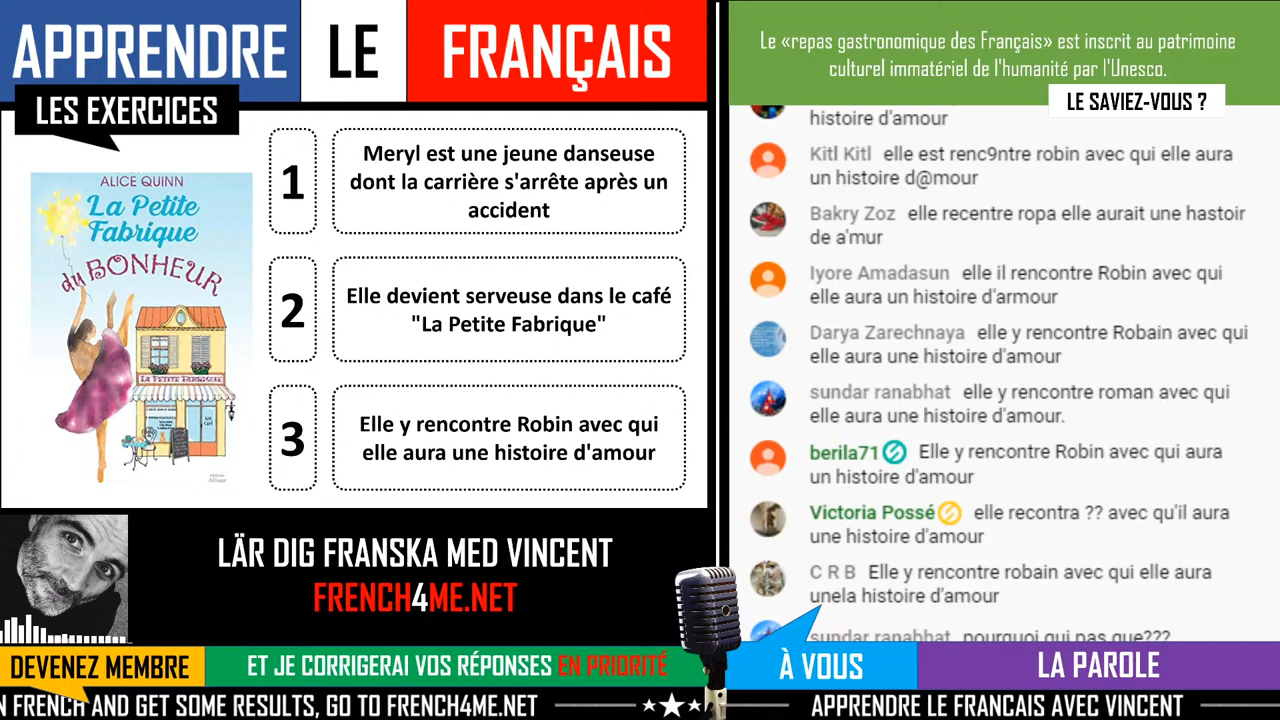 APPRENDRE LE FRANÇAIS
LES EXERCICES
ALICE QUINN
La Petite
Fabrique
du BONHEUR
LA PETITE FABRIQUE
1
Meryl est une jeune danseuse
dont la carrière s'arrête après un
accident
2
Elle devient serveuse dans le café
"La Petite Fabrique"
3
Elle y rencontre Robin avec qui
elle aura une histoire d'amour
LÄR DIG FRANSKA MED VINCENT
FRENCH4ME.NET
DEVENEZ MEMBRE
ET JE CORRIGERAI VOS RÉPONSES EN PRIORITÉ
N FRENCH AND GET SOME RESULTS, GO TO FRENCH4ME.NET
Le «repas gastronomique des Français» est inscrit au patrimoine
culturel immatériel de l'humanité par l'Unesco.
LE SAVIEZ-VOUS ?
histoire d'amour
Kitl Kitl elle est renc9ntre robin avec qui elle aura
un histoire d@mour
Bakry Zoz elle recentre ropa elle aurait une hastoir
de a'mur
Iyore Amadasun elle il rencontre Robin avec qui
elle aura un histoire d'armour
Darya Zarechnaya elle y rencontre Robain avec qui
elle aura une histoire d'amour
sundar ranabhat elle y rencontre roman avec qui
elle aura une histoire d'amour.
berila71 Elle y rencontre Robin avec qui aura
un histoire d'amour
Victoria Possé elle recontra ?? avec qu'il aura
une histoire d'amour
C R B Elle y rencontre robain avec qui elle aura
unela histoire d'amour
sundar ranabhat pourquoi qui pas que???
À VOUS
LA PAROLE
APPRENDRE LE FRANCAIS AVEC VINCENT